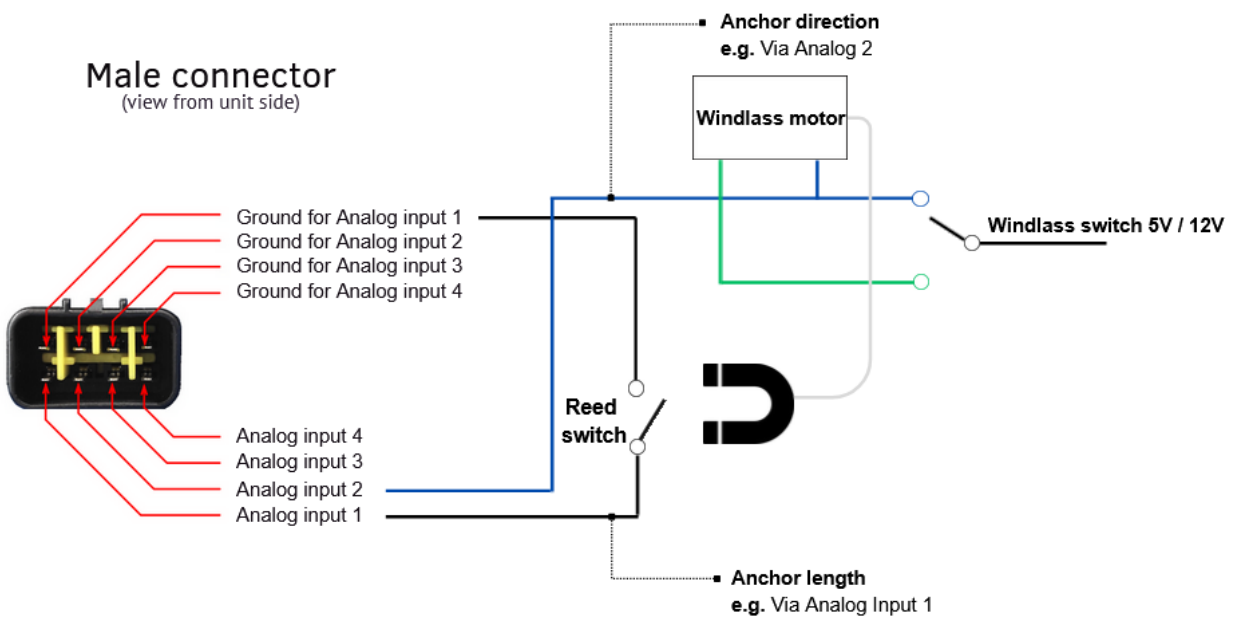 Anchor direction
e.g. Via Analog 2
Male connector
(view from unit side)
Windlass motor
Ground for Analog input 1
Ground for Analog input 2
Ground for Analog input 3
Ground for Analog input 4
Windlass switch 5V / 12V
Reed
switch
Analog input 4
Analog input 3
Analog input 2
Analog input 1
Anchor length
e.g. Via Analog Input 1